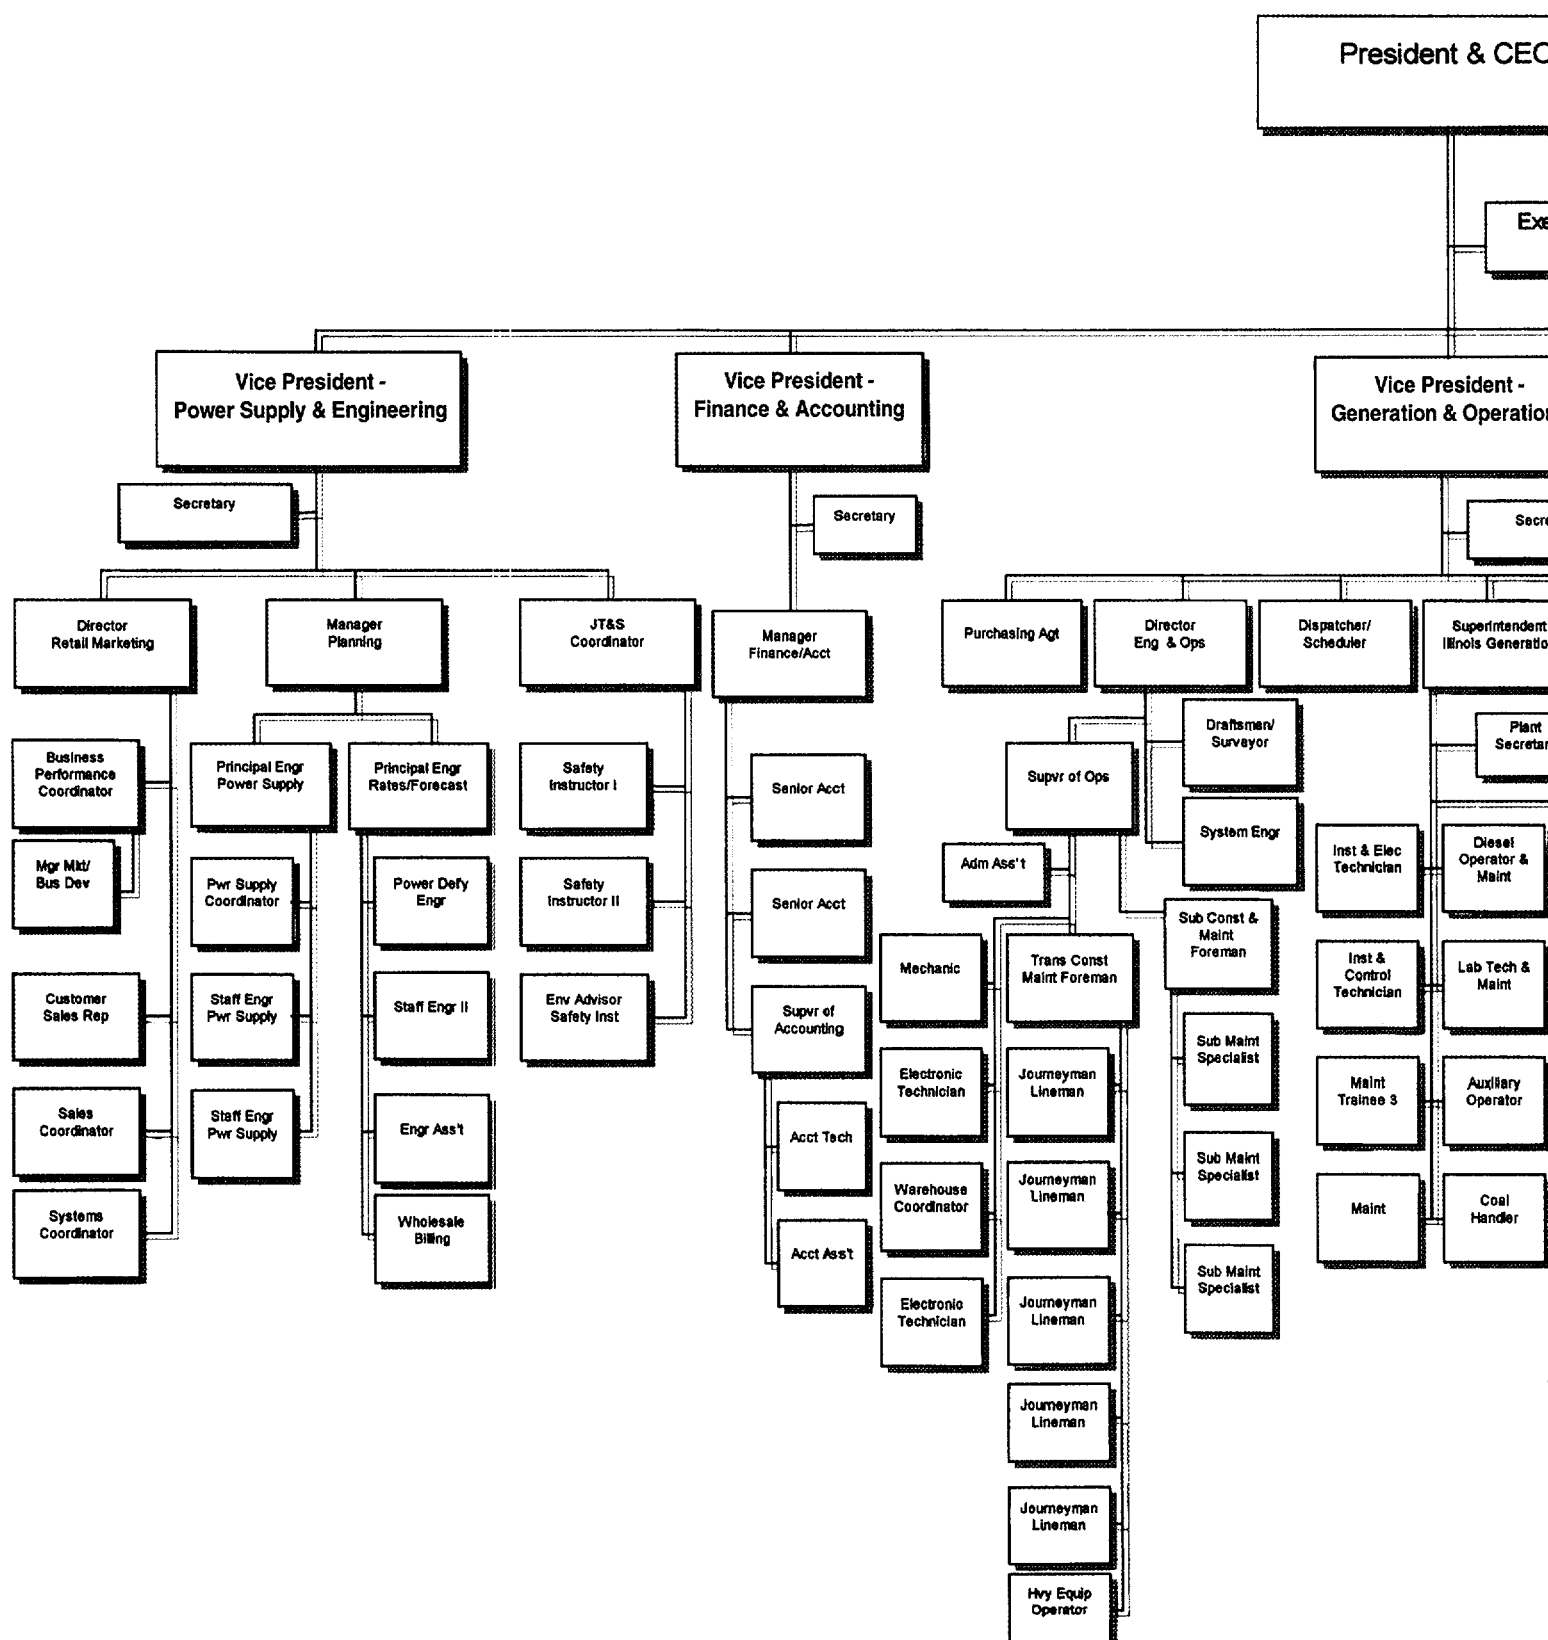 President & CEO
Exe
Vice President -
Power Supply & Engineering
Vice President -
Finance & Accounting
Vice President -
Generation & Operation
Secretary
Secretary
Secre
Director
Retail Marketing
Manager
Planning
JT&S
Coordinator
Manager
Finance/Acct
Purchasing Agt
Director
Eng & Ops
Dispatcher/
Scheduler
Superintendent
Illinois Generatio
Business
Performance
Coordinator
Mgr Mkt/
Bus Dev
Customer
Sales Rep
Sales
Coordinator
Systems
Coordinator
Principal Engr
Power Supply
Pwr Supply
Coordinator
Staff Engr
Pwr Supply
Staff Engr
Pwr Supply
Principal Engr
Rates/Forecast
Power Defy
Engr
Staff Engr II
Engr Ass't
Wholesale
Billing
Safety
Instructor I
Safety
Instructor II
Env Advisor
Safety Inst
Senior Acct
Senior Acct
Supvr of
Accounting
Acct Tech
Acct Ass't
Supvr of Ops
Draftsman/
Surveyor
System Engr
Adm Ass't
Mechanic
Electronic
Technician
Warehouse
Coordinator
Electronic
Technician
Trans Const
Maint Foreman
Journeyman
Lineman
Journeyman
Lineman
Journeyman
Lineman
Journeyman
Lineman
Journeyman
Lineman
Hvy Equip
Operator
Sub Const &
Maint
Foreman
Sub Maint
Specialist
Sub Maint
Specialist
Sub Maint
Specialist
Plant
Secretar
Inst & Elec
Technician
Inst &
Control
Technician
Maint
Trainee 3
Maint
Diesel
Operator &
Maint
Lab Tech &
Maint
Auxiliary
Operator
Coal
Handler